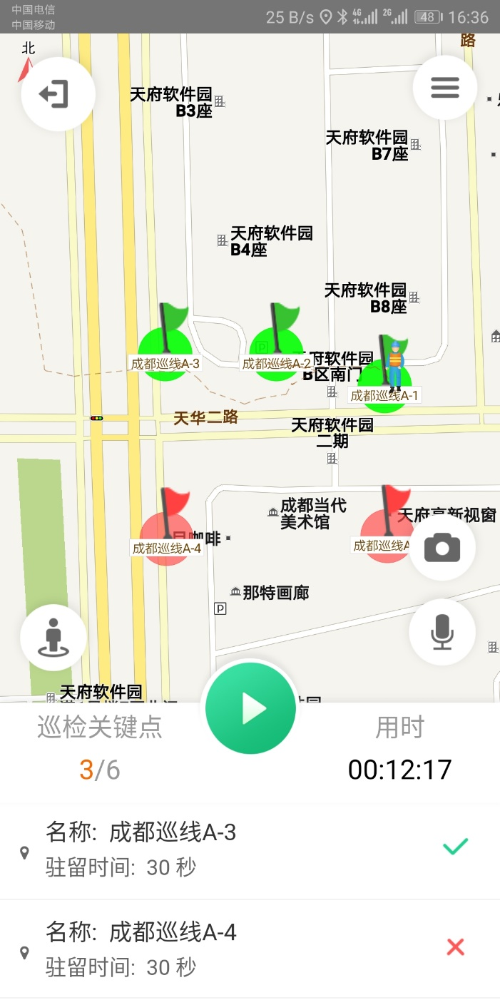 中国电信
中国移动
25 B/s
4G
2G
48
16:36
北
路
天府软件园
B3座
天府软件园
B7座
天府软件园
B4座
天府软件园
B8座
成都巡线A-3
成都巡线A-2
府软件园
B区南门
成都巡线A-1
天华二路
天府软件园
二期
成都当代
美术馆
天府高新视窗
咖啡
成都巡线A-4
成都巡线A
那特画廊
P
天府软件园
巡检关键点
3/6
用时
00:12:17
名称: 成都巡线A-3
驻留时间: 30 秒
名称: 成都巡线A-4
驻留时间: 30 秒